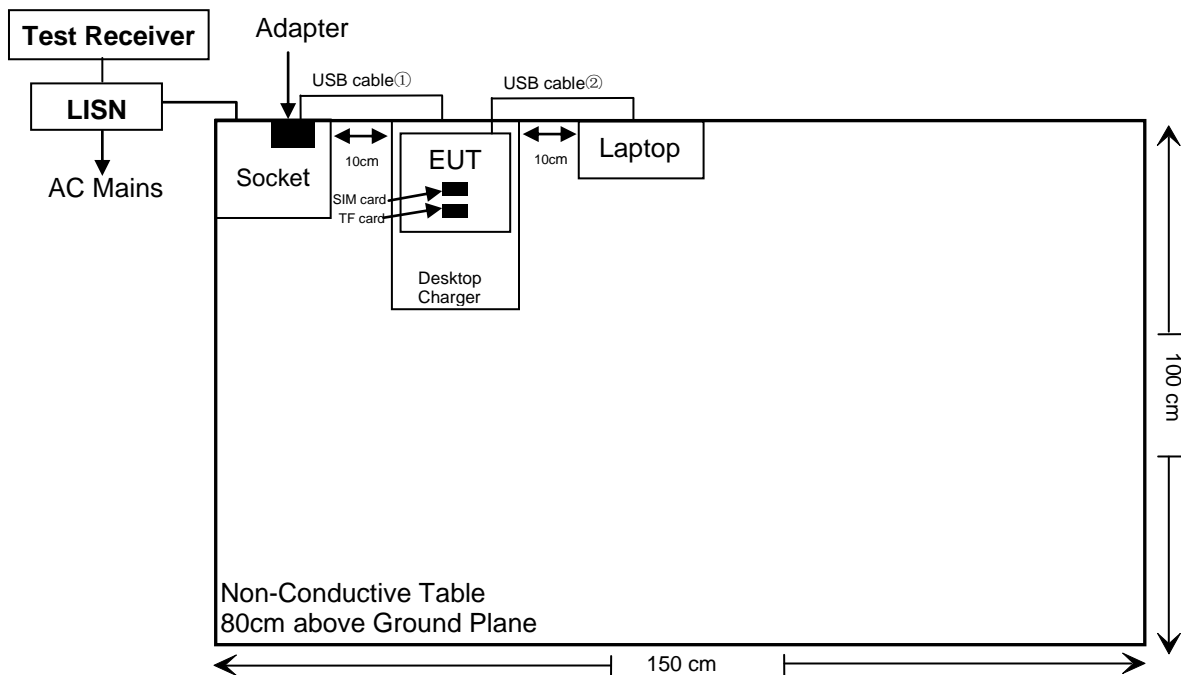 Test Receiver
Adapter
USB cable①
USB cable②
LISN
AC Mains
Socket
10cm
EUT
10cm
Laptop
SIM card
TF card
Desktop
Charger
100 cm
Non-Conductive Table
80cm above Ground Plane
150 cm